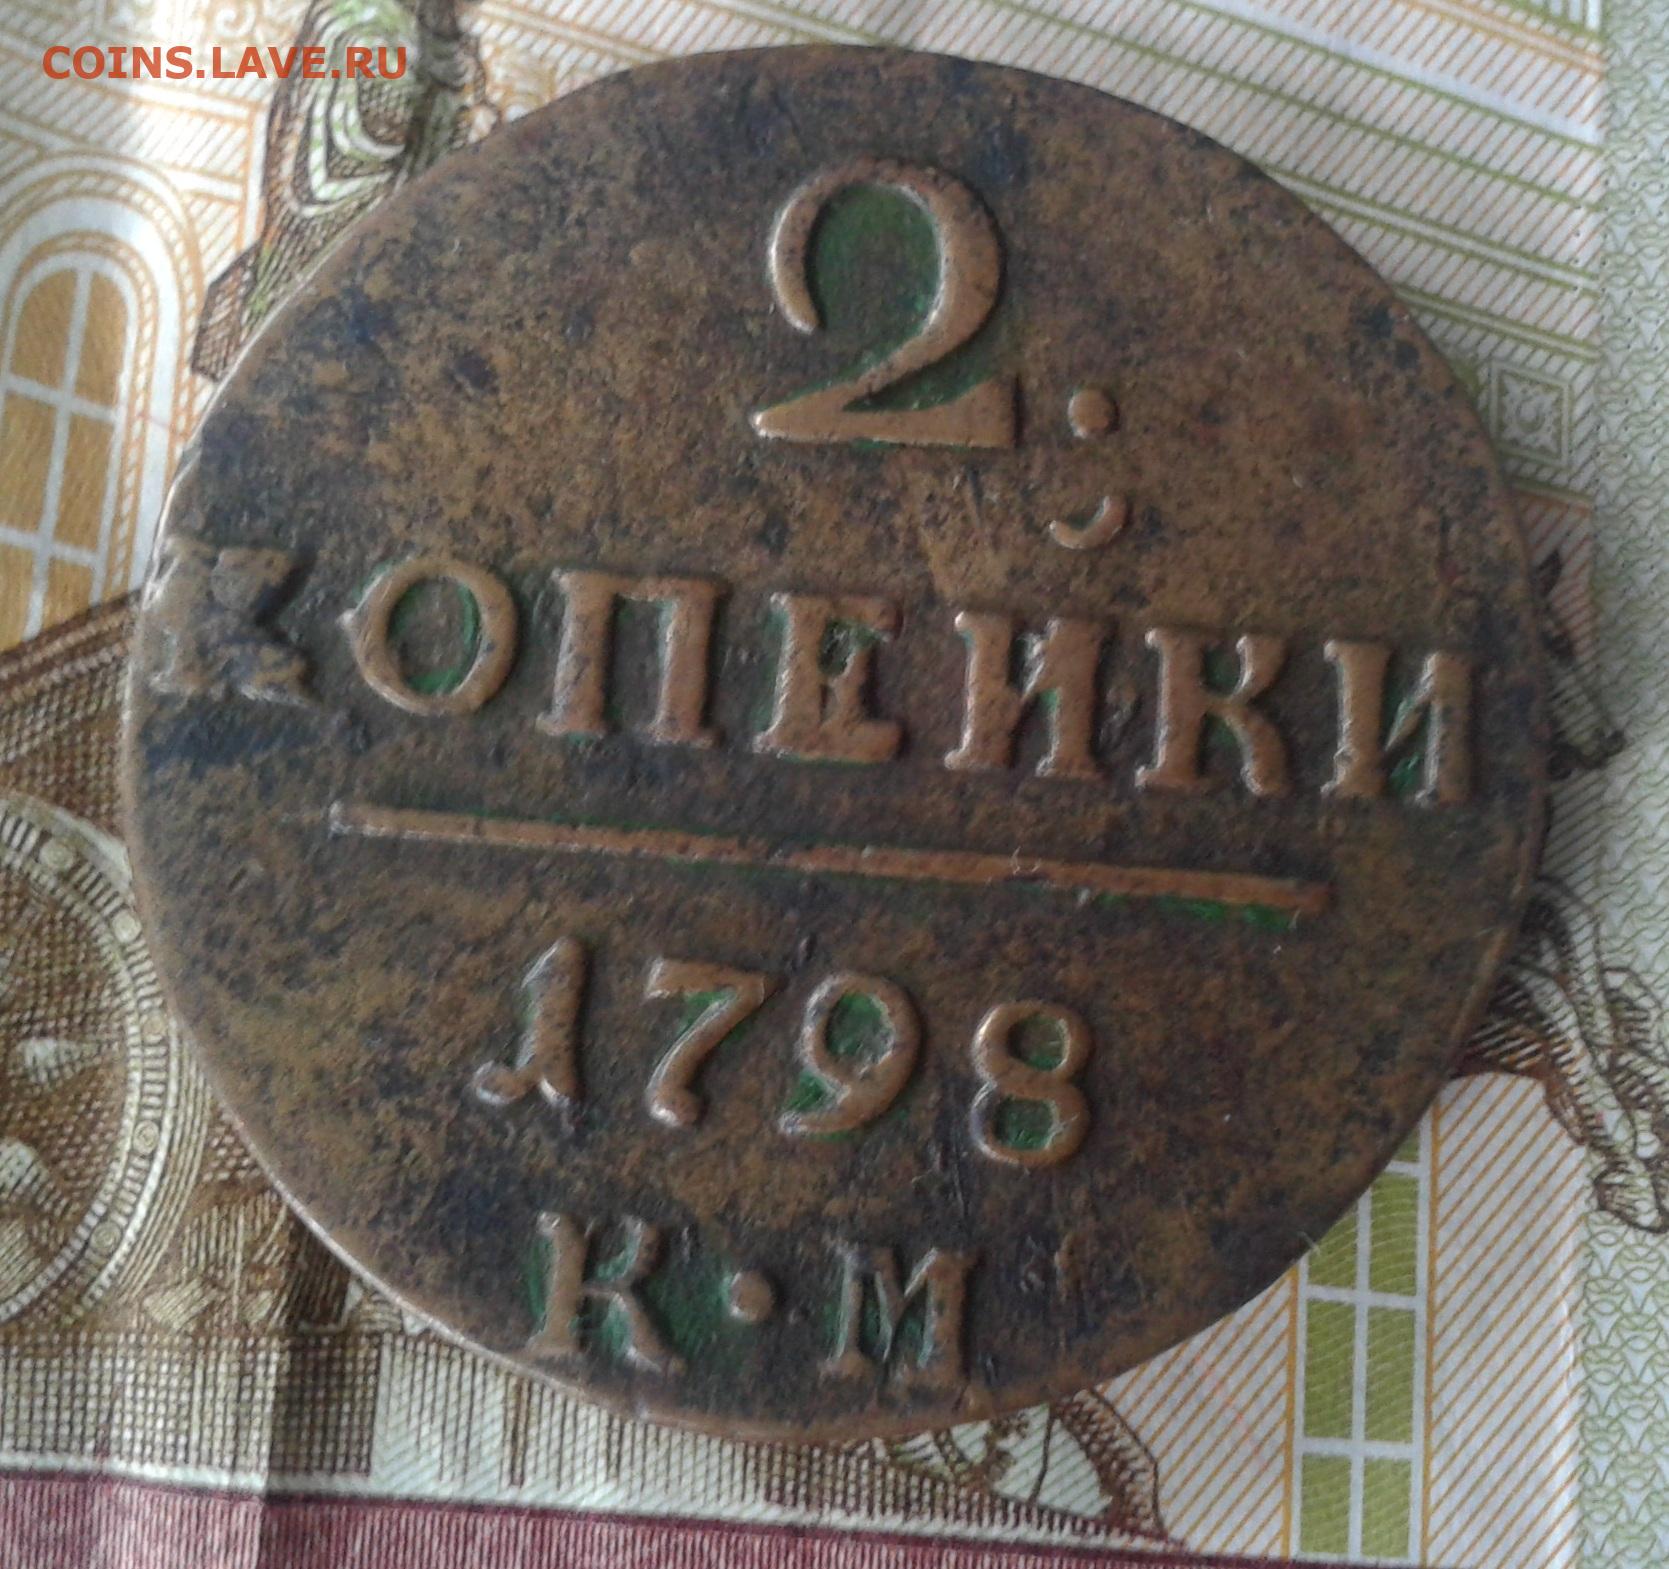 COINS.LAVE.RU
2.
КОПЕЙКИ
1798
К·М